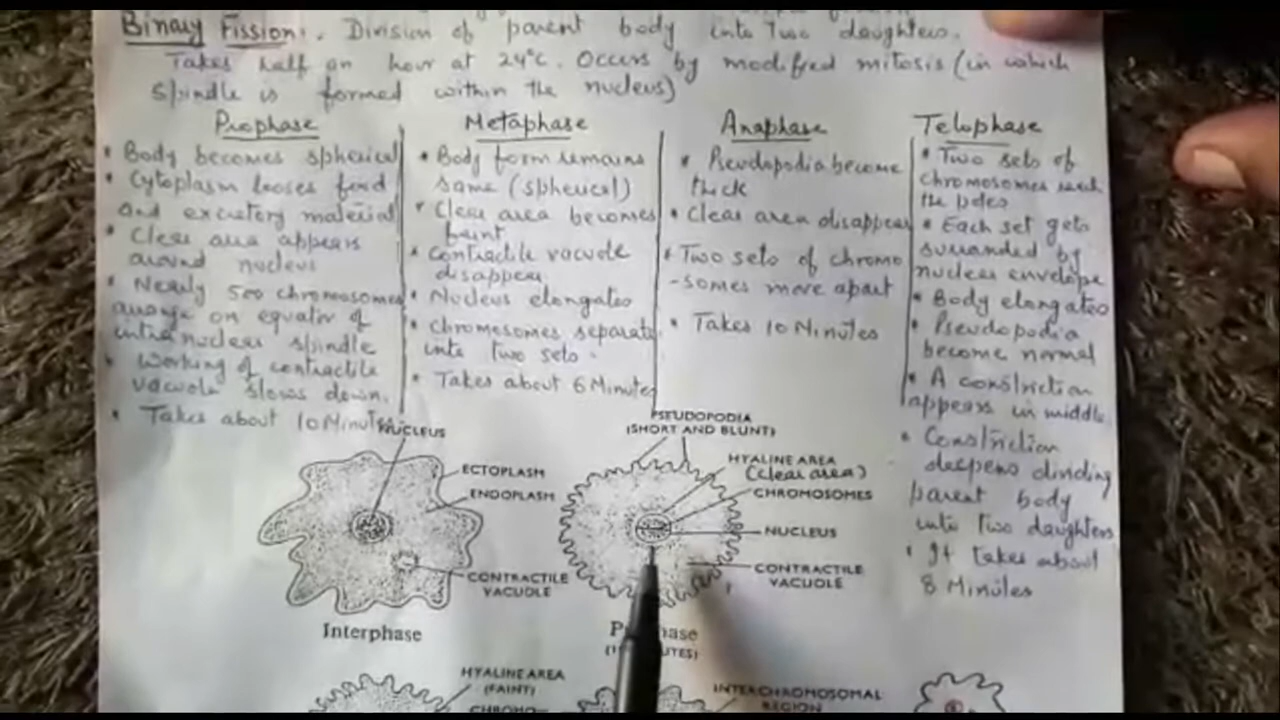 Binary Fission:. Division of parent body into Two daughters.
Takes half an hour at 24°C. Occurs by modified mitosis (in which
spindle is formed within the nucleus)
Prophase
• Body becomes spherical
• Cytoplasm looses food
and excretory material
• Clear area appears
around nucleus
• Nearly 500 chromosomes
arrange on equator of
intra nuclear spindle
• Working of contractile
vacuole slows down.
• Takes about 10 Minutes
Metaphase
• Body form remains
same (spherical)
• Clear area becomes
faint
• Contractile vacuole
disappear
• Nucleus elongates
• Chromosomes separate
into two sets.
• Takes about 6 Minutes
Anaphase
• Pseudopodia become
thick
• Clear area disappear
• Two sets of chromo
-somes move apart
• Takes 10 Minutes
Telophase
• Two sets of
chromosomes reach
the poles
• Each set gets
surranded by
nuclear envelope
• Body elongates
• Pseudopodia
become normal
• A constriction
appears in middle
• Constriction
deepens dividing
parent body
into Two daughters
• It takes about
8 Minutes
NUCLEUS
ECTOPLASM
ENDOPLASM
CONTRACTILE
VACUOLE
Interphase
PSEUDOPODIA
(SHORT AND BLUNT)
HYALINE AREA
(Clear area)
CHROMOSOMES
NUCLEUS
CONTRACTILE
VACUOLE
HYALINE AREA
(FAINT)
CHROMO
INTERCHROMOSOMAL
REGION